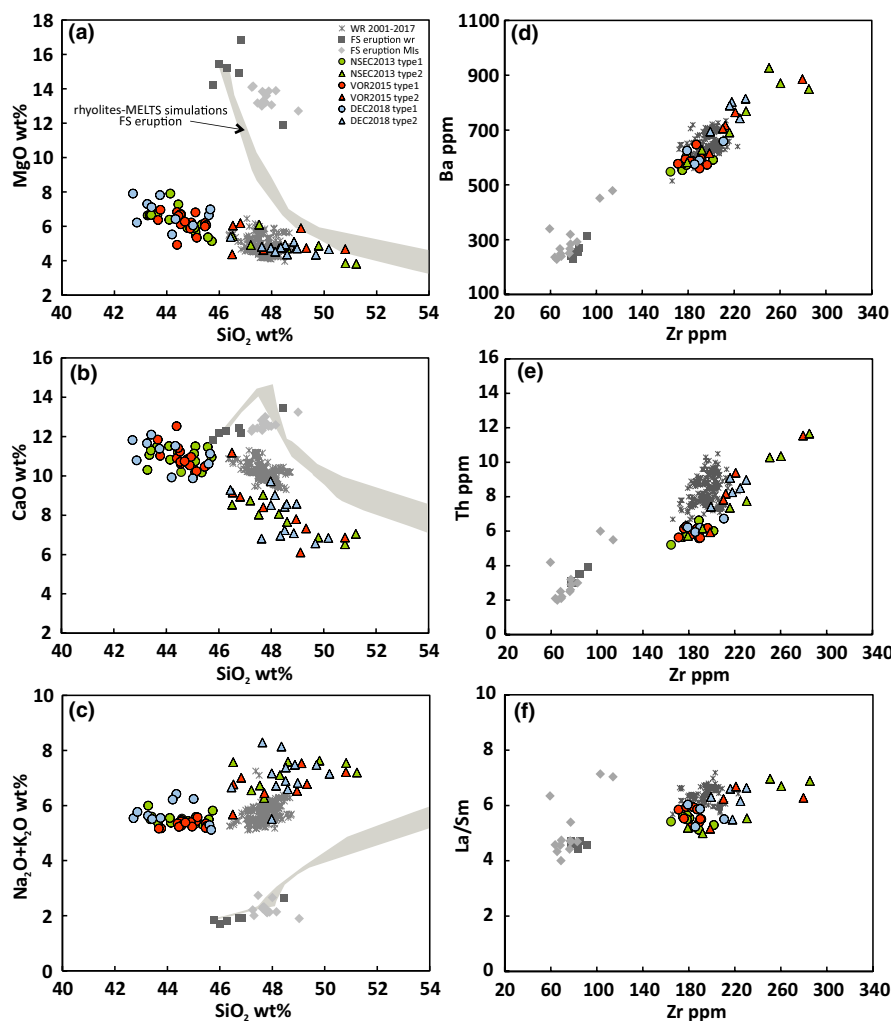 (a)
18
16
14
12
10
8
6
4
2
MgO wt%
WR 2001-2017
FS eruption wr
FS eruption MIs
NSEC2013 type1
NSEC2013 type2
VOR2015 type1
VOR2015 type2
DEC2018 type1
DEC2018 type2
rhyolites-MELTS simulations
FS eruption
40 42 44 46 48 50 52 54
SiO2 wt%
(d)
1100
900
700
500
300
100
Ba ppm
20 60 100 140 180 220 260 300 340
Zr ppm
(b)
16
14
12
10
8
6
4
2
CaO wt%
40 42 44 46 48 50 52 54
SiO2 wt%
(e)
16
14
12
10
8
6
4
2
0
Th ppm
20 60 100 140 180 220 260 300 340
Zr ppm
(c)
10
8
6
4
2
0
Na2O+K2O wt%
40 42 44 46 48 50 52 54
SiO2 wt%
(f)
10
8
6
4
2
0
La/Sm
20 60 100 140 180 220 260 300 340
Zr ppm